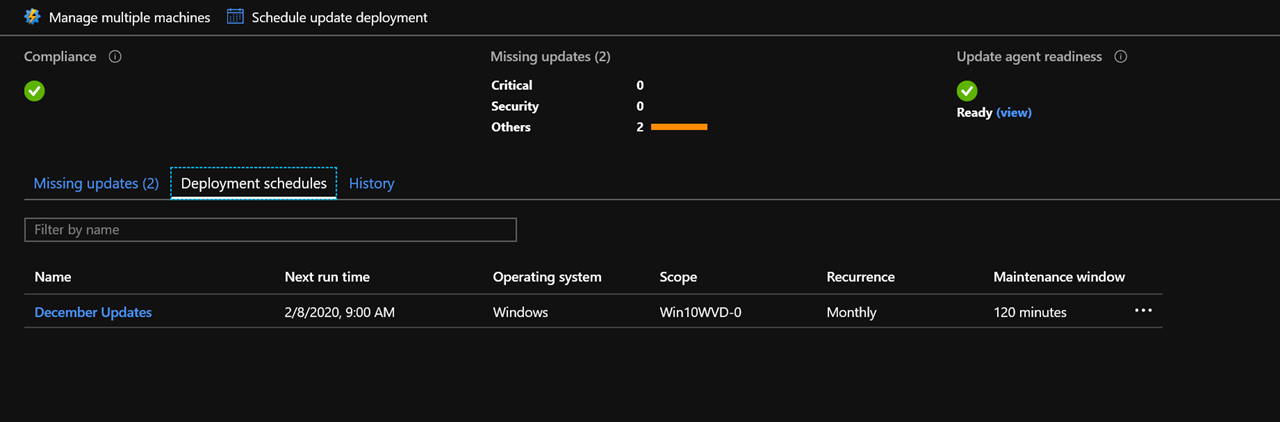 Manage multiple machines Schedule update deployment
Compliance Missing updates (2) Update agent readiness
Critical 0
Security 0
Others 2
Ready (view)
Missing updates (2) Deployment schedules History
Filter by name
Name Next run time Operating system Scope Recurrence Maintenance window
December Updates 2/8/2020, 9:00 AM Windows Win10WVD-0 Monthly 120 minutes ...